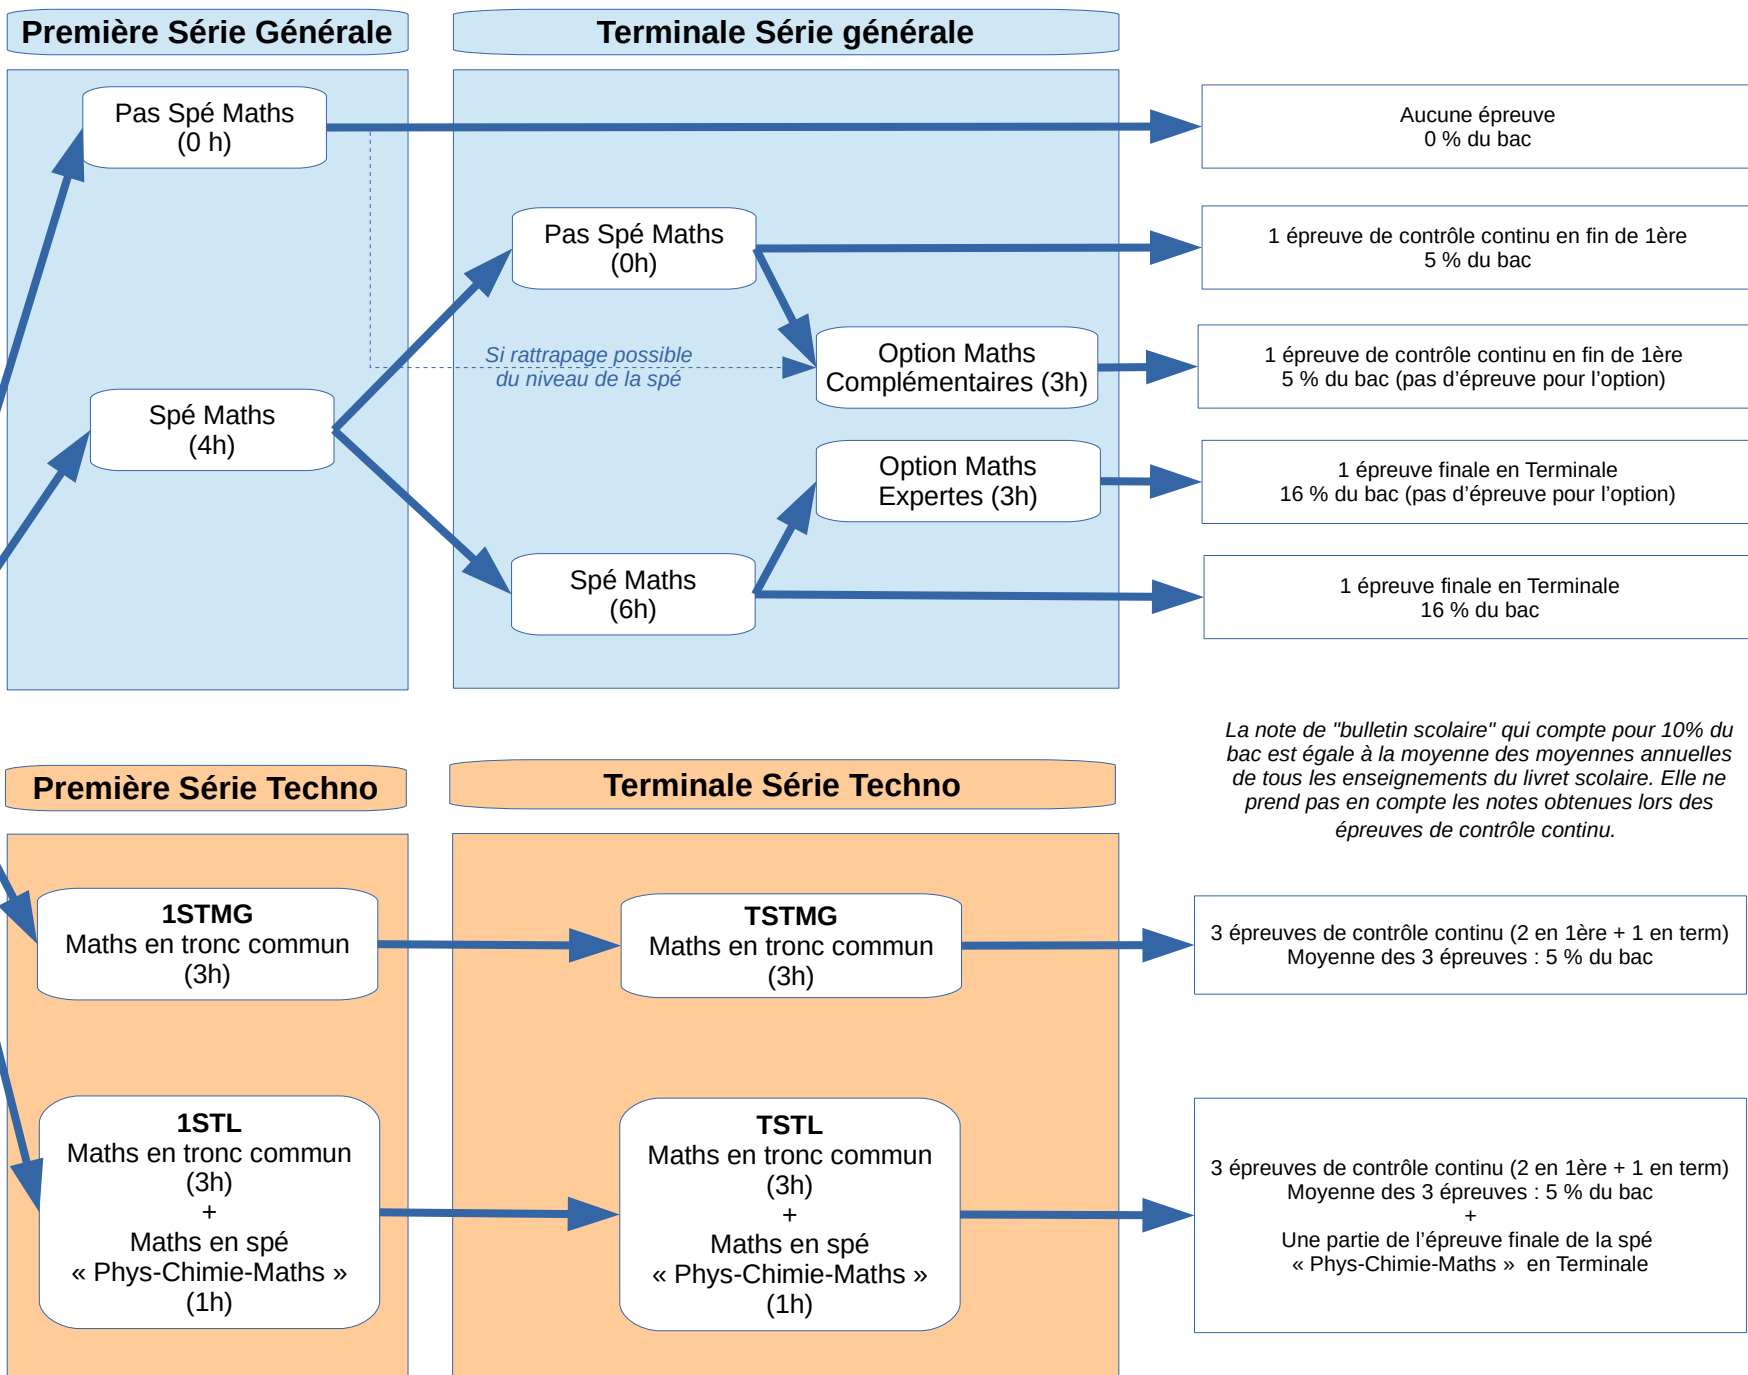 Première Série Générale
Terminale Série générale
Pas Spé Maths
(0 h)
Aucune épreuve
0 % du bac
Pas Spé Maths
(0h)
1 épreuve de contrôle continu en fin de 1ère
5 % du bac
Si rattrapage possible
du niveau de la spé
Option Maths
Complémentaires (3h)
1 épreuve de contrôle continu en fin de 1ère
5 % du bac (pas d’épreuve pour l’option)
Spé Maths
(4h)
Option Maths
Expertes (3h)
1 épreuve finale en Terminale
16 % du bac (pas d’épreuve pour l’option)
Spé Maths
(6h)
1 épreuve finale en Terminale
16 % du bac
La note de "bulletin scolaire" qui compte pour 10% du
bac est égale à la moyenne des moyennes annuelles
de tous les enseignements du livret scolaire. Elle ne
prend pas en compte les notes obtenues lors des
épreuves de contrôle continu.
Première Série Techno
Terminale Série Techno
1STMG
Maths en tronc commun
(3h)
TSTMG
Maths en tronc commun
(3h)
3 épreuves de contrôle continu (2 en 1ère + 1 en term)
Moyenne des 3 épreuves : 5 % du bac
1STL
Maths en tronc commun
(3h)
+
Maths en spé
« Phys-Chimie-Maths »
(1h)
TSTL
Maths en tronc commun
(3h)
+
Maths en spé
« Phys-Chimie-Maths »
(1h)
3 épreuves de contrôle continu (2 en 1ère + 1 en term)
Moyenne des 3 épreuves : 5 % du bac
+
Une partie de l’épreuve finale de la spé
« Phys-Chimie-Maths » en Terminale